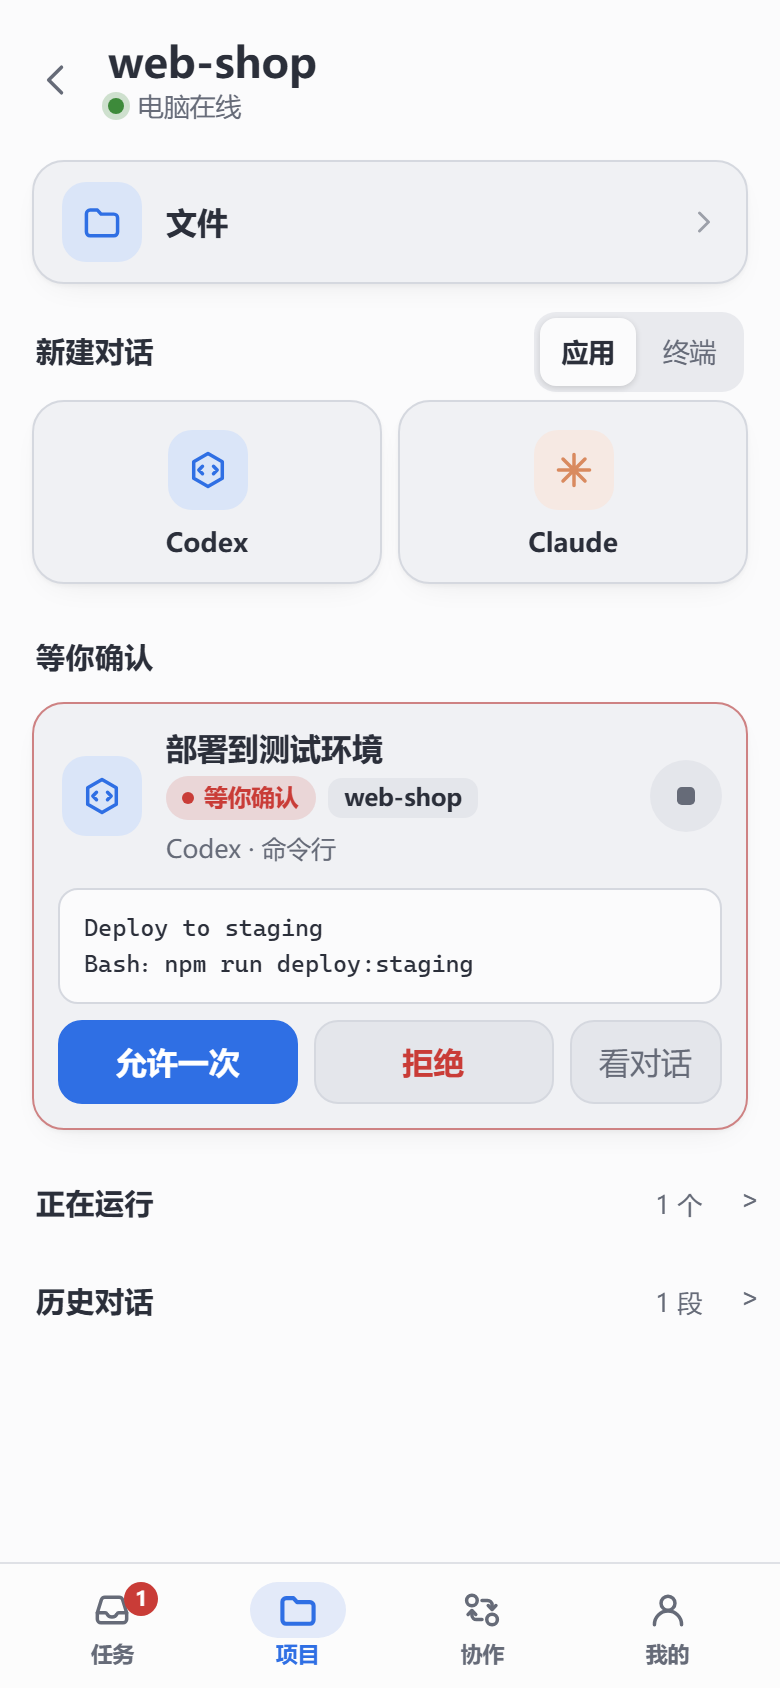 web-shop
电脑在线
文件
新建对话
应用 终端
Codex
Claude
等你确认
部署到测试环境
等你确认 web-shop
Codex · 命令行
Deploy to staging
Bash: npm run deploy:staging
允许一次 拒绝 看对话
正在运行 1 个 >
历史对话 1 段 >
1
任务 项目 协作 我的